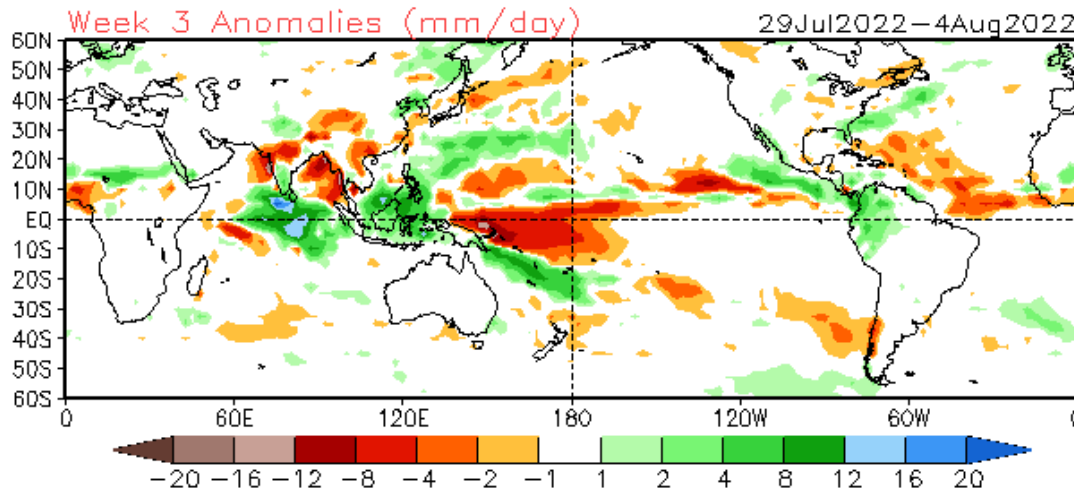 Week 3 Anomalies (mm/day) 29Jul2022-4Aug2022
60N
50N
40N
30N
20N
10N
EQ
10S
20S
30S
40S
50S
60S
0 60E 120E 180 120W 60W 0
-20 -16 -12 -8 -4 -2 -1 1 2 4 8 12 16 20